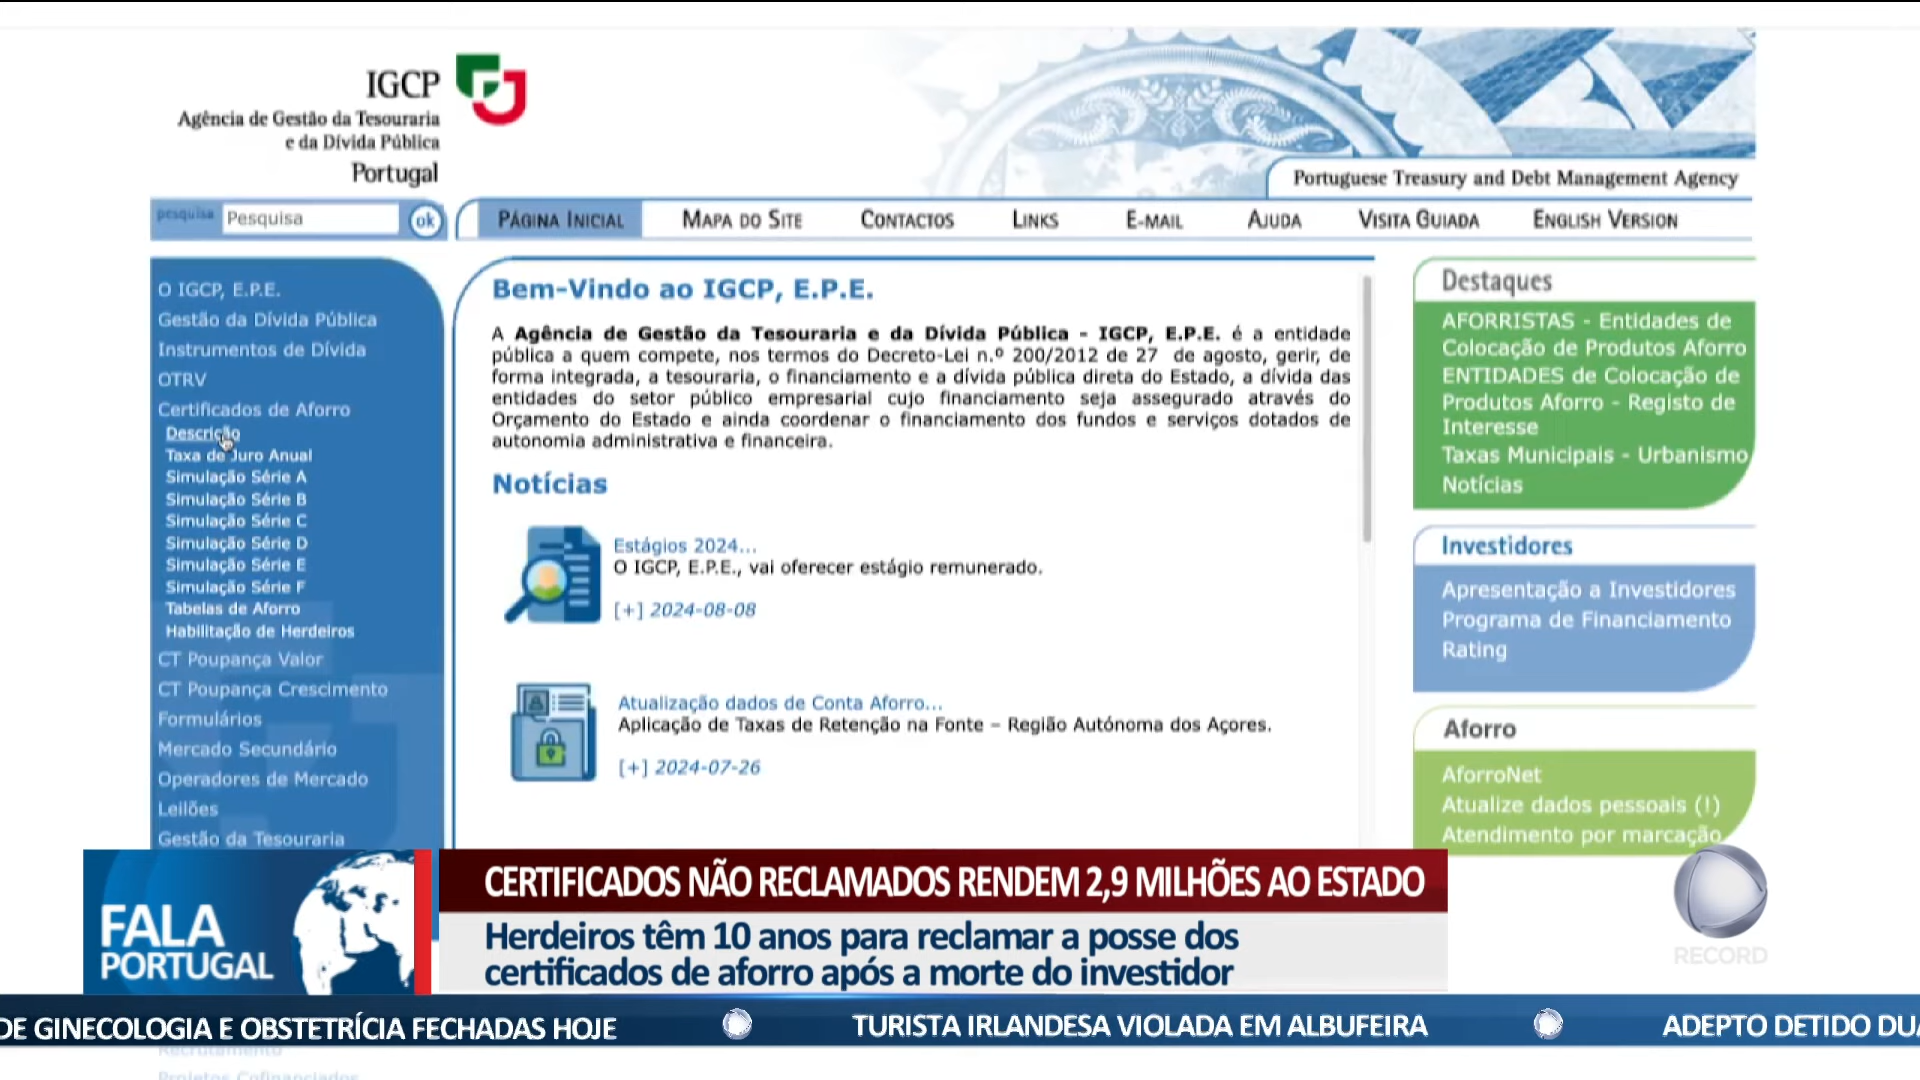 IGCP
Agência de Gestão da Tesouraria
e da Dívida Pública
Portugal
Portuguese Treasury and Debt Management Agency
pesquisa
Pesquisa
ok
PÁGINA INICIAL
MAPA DO SITE
CONTACTOS
LINKS
E-MAIL
AJUDA
VISITA GUIADA
ENGLISH VERSION
O IGCP, E.P.E.
Gestão da Dívida Pública
Instrumentos de Dívida
OTRV
Certificados de Aforro
Descrição
Taxa de Juro Anual
Simulação Série A
Simulação Série B
Simulação Série C
Simulação Série D
Simulação Série E
Simulação Série F
Tabelas de Aforro
Habilitação de Herdeiros
CT Poupança Valor
CT Poupança Crescimento
Formulários
Mercado Secundário
Operadores de Mercado
Leilões
Gestão da Tesouraria
Bem-Vindo ao IGCP, E.P.E.
A Agência de Gestão da Tesouraria e da Dívida Pública - IGCP, E.P.E. é a entidade
pública a quem compete, nos termos do Decreto-Lei n.º 200/2012 de 27 de agosto, gerir, de
forma integrada, a tesouraria, o financiamento e a dívida pública direta do Estado, a dívida das
entidades do setor público empresarial cujo financiamento seja assegurado através do
Orçamento do Estado e ainda coordenar o financiamento dos fundos e serviços dotados de
autonomia administrativa e financeira.
Notícias
Estágios 2024...
O IGCP, E.P.E., vai oferecer estágio remunerado.
[+] 2024-08-08
Atualização dados de Conta Aforro...
Aplicação de Taxas de Retenção na Fonte – Região Autónoma dos Açores.
[+] 2024-07-26
Destaques
AFORRISTAS - Entidades de
Colocação de Produtos Aforro
ENTIDADES de Colocação de
Produtos Aforro - Registo de
Interesse
Taxas Municipais - Urbanismo
Notícias
Investidores
Apresentação a Investidores
Programa de Financiamento
Rating
Aforro
AforroNet
Atualize dados pessoais (!)
Atendimento por marcação
FALA
PORTUGAL
CERTIFICADOS NÃO RECLAMADOS RENDEM 2,9 MILHÕES AO ESTADO
Herdeiros têm 10 anos para reclamar a posse dos
certificados de aforro após a morte do investidor
RECORD
DE GINECOLOGIA E OBSTETRÍCIA FECHADAS HOJE
TURISTA IRLANDESA VIOLADA EM ALBUFEIRA
ADEPTO DETIDO DUA
Recrutamento
Projetos Cofinanciados